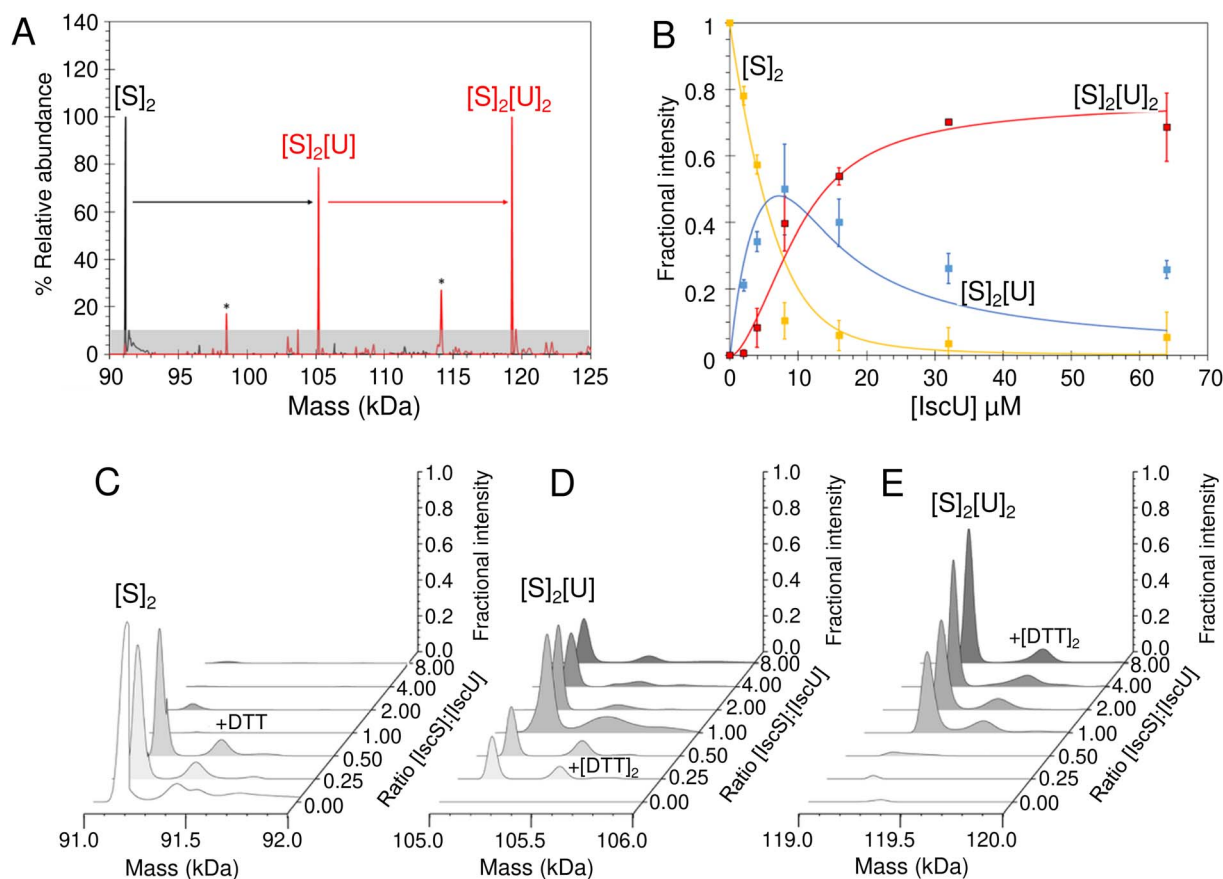 A
140
120
100
80
60
40
20
0
% Relative abundance
[S]2
[S]2[U]
[S]2[U]2
*
*
90 95 100 105 110 115 120 125
Mass (kDa)
B
1
0.8
0.6
0.4
0.2
0
Fractional intensity
[S]2
[S]2[U]2
[S]2[U]
0 10 20 30 40 50 60 70
[IscU] µM
C
[S]2
+DTT
1.0
0.8
0.6
0.4
0.2
0.0
Fractional intensity
8.00
4.00
2.00
1.00
0.50
0.25
0.00
Ratio [IscS]:[IscU]
91.0 91.5 92.0
Mass (kDa)
D
[S]2[U]
+[DTT]2
1.0
0.8
0.6
0.4
0.2
0.0
Fractional intensity
8.00
4.00
2.00
1.00
0.50
0.25
0.00
Ratio [IscS]:[IscU]
105.0 105.5 106.0
Mass (kDa)
E
[S]2[U]2
+[DTT]2
1.0
0.8
0.6
0.4
0.2
0.0
Fractional intensity
8.00
4.00
2.00
1.00
0.50
0.25
0.00
Ratio [IscS]:[IscU]
119.0 119.5 120.0
Mass (kDa)